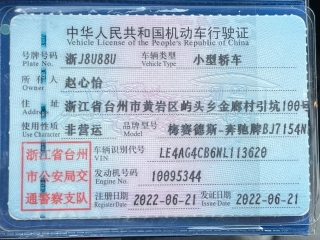 中华人民共和国机动车行驶证
Vehicle License of the People's Republic of China
号牌号码 浙J8U88U 车辆类型 小型轿车
Plate No. Vehicle Type
所有人 赵心怡
Owner
住址 浙江省台州市黄岩区屿头乡金廊村引坑100号
Address
使用性质 非营运 品牌型号 梅赛德斯-奔驰牌BJ7154N
Use Character Model
浙江省台州市公安局交通警察支队
车辆识别代号 LE4AG4CB6NL113620
VIN
发动机号码 10095344
Engine No.
注册日期 2022-06-21 发证日期 2022-06-21
Register Date Issue Date